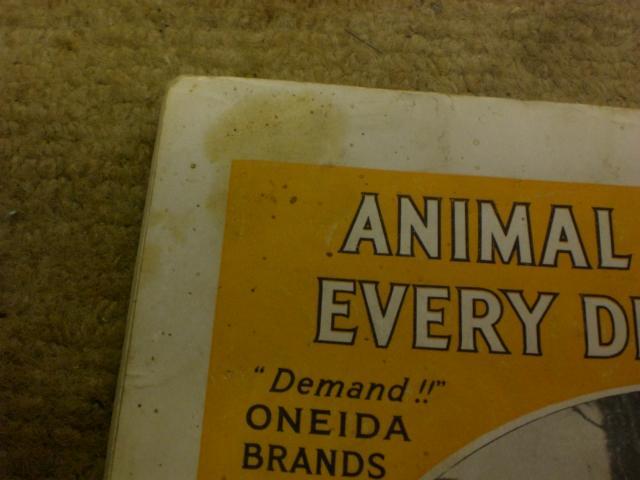 ANIMAL
EVERY
"Demand!!"
ONEIDA
BRANDS